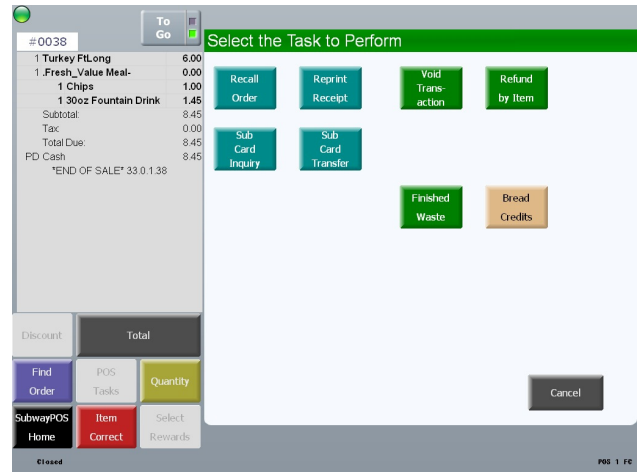 To
Go
#0038
Select the Task to Perform
1 Turkey FtLong 6.00
1 .Fresh_Value Meal- 0.00
1 Chips 1.00
1 30oz Fountain Drink 1.45
Subtotal: 8.45
Tax: 0.00
Total Due: 8.45
PD Cash 8.45
*END OF SALE* 33.0.1.38
Recall
Order
Reprint
Receipt
Void
Trans-
action
Refund
by Item
Sub
Card
Inquiry
Sub
Card
Transfer
Finished
Waste
Bread
Credits
Discount
Total
Find
Order
POS
Tasks
Quantity
Cancel
SubwayPOS
Home
Item
Correct
Select
Rewards
Closed
POS 1 FC